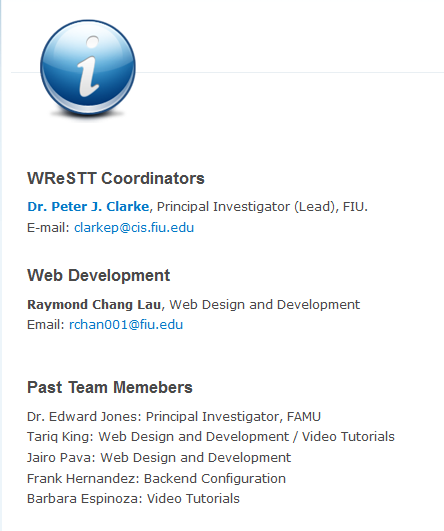 WReSTT Coordinators
Dr. Peter J. Clarke, Principal Investigator (Lead), FIU.
E-mail: clarkep@cis.fiu.edu
Web Development
Raymond Chang Lau, Web Design and Development
Email: rchan001@fiu.edu
Past Team Memebers
Dr. Edward Jones: Principal Investigator, FAMU
Tariq King: Web Design and Development / Video Tutorials
Jairo Pava: Web Design and Development
Frank Hernandez: Backend Configuration
Barbara Espinoza: Video Tutorials